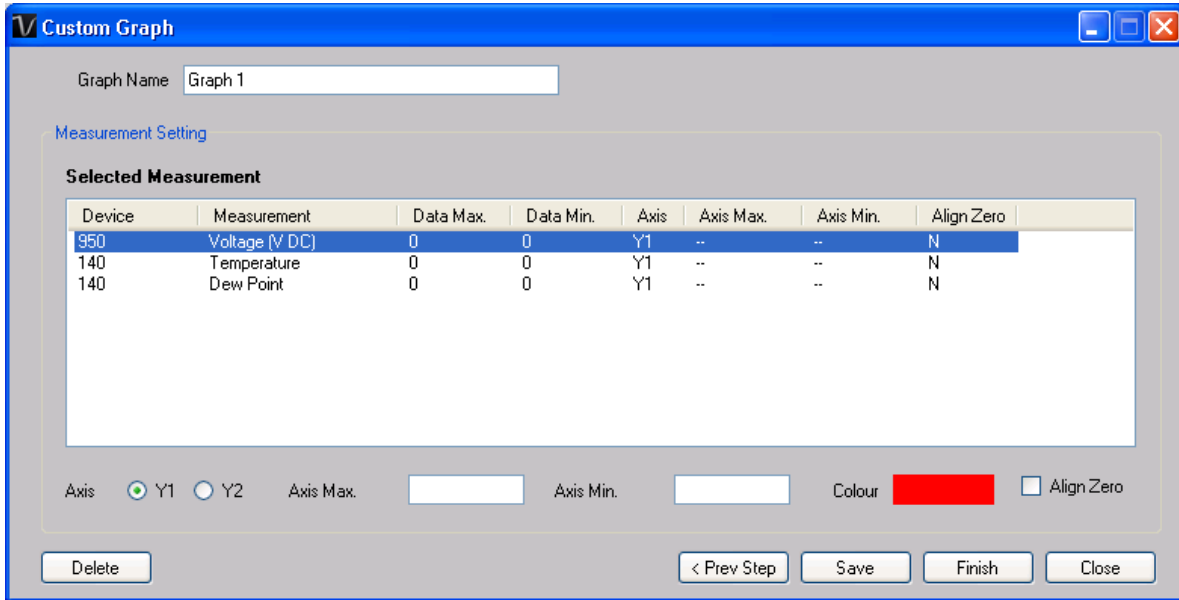 Custom Graph
Graph Name Graph 1
Measurement Setting
Selected Measurement
Device Measurement Data Max. Data Min. Axis Axis Max. Axis Min. Align Zero
950 Voltage (V DC) 0 0 Y1 -- -- N
140 Temperature 0 0 Y1 -- -- N
140 Dew Point 0 0 Y1 -- -- N
Axis Y1 Y2 Axis Max. Axis Min. Colour Align Zero
Delete < Prev Step Save Finish Close